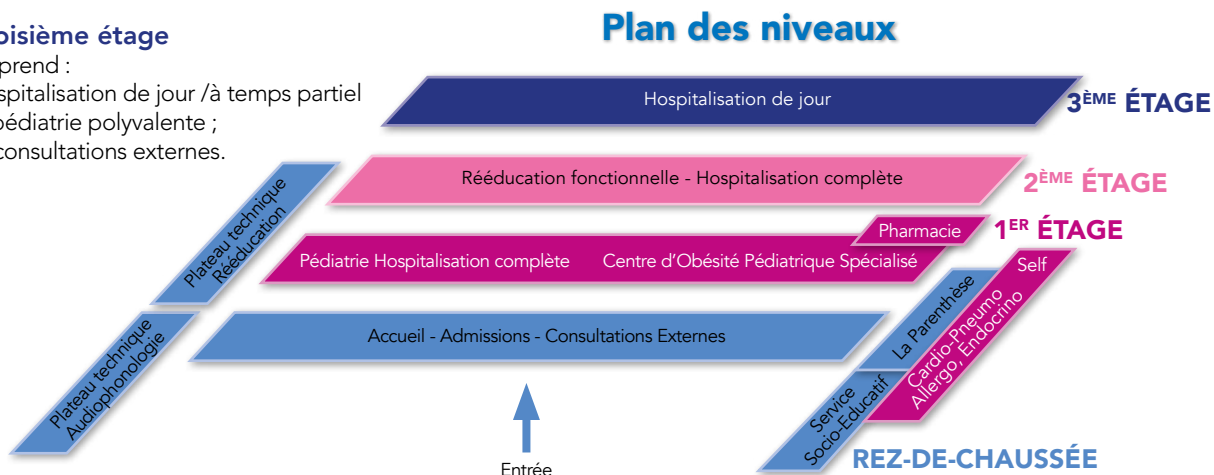 Plan des niveaux
oisième étage
prend :
spitalisation de jour /à temps partiel
pédiatrie polyvalente ;
consultations externes.
Hospitalisation de jour
3ÈME ÉTAGE
Rééducation fonctionnelle - Hospitalisation complète
2ÈME ÉTAGE
Plateau technique
Rééducation
Pharmacie
1ER ÉTAGE
Pédiatrie Hospitalisation complète
Centre d'Obésité Pédiatrique Spécialisé
Self
La Parenthèse
Cardio-Pneumo
Allergo, Endocrino
Accueil - Admissions - Consultations Externes
Plateau technique
Audiophonologie
Service
Socio-Educatif
REZ-DE-CHAUSSÉE
Entrée